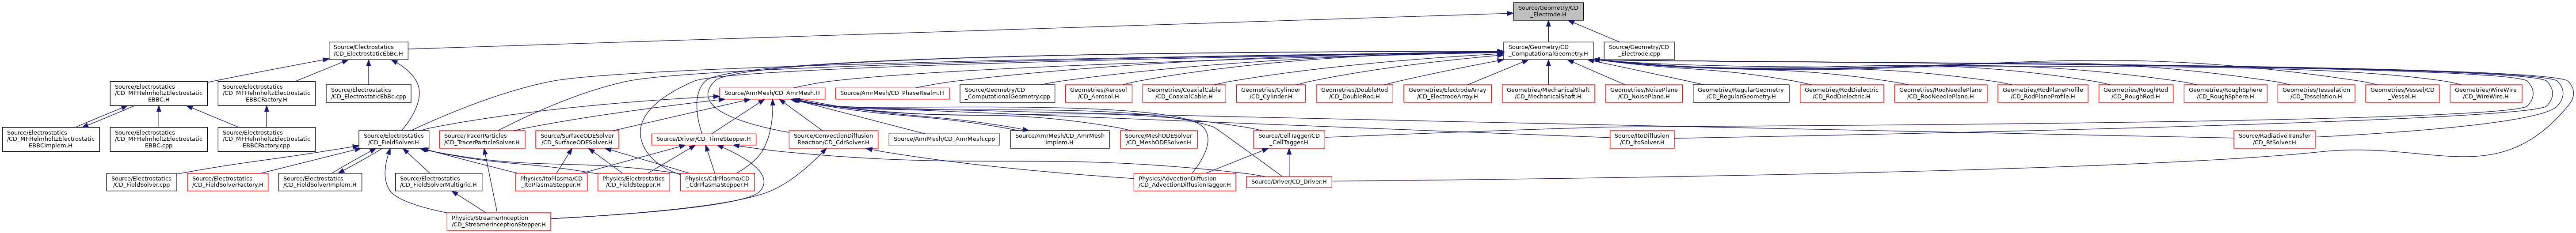 Source/Geometry/CD
_Electrode.H
Source/Electrostatics
/CD_ElectrostaticEbBc.H
Source/Geometry/CD
_ComputationalGeometry.H
Source/Geometry/CD
_Electrode.cpp
Source/Electrostatics
/CD_MFHelmholtzElectrostatic
EBBC.H
Source/Electrostatics
/CD_MFHelmholtzElectrostatic
EBBCFactory.H
Source/Electrostatics
/CD_ElectrostaticEbBc.cpp
Source/AmrMesh/CD_AmrMesh.H
Source/AmrMesh/CD_PhaseRealm.H
Source/Geometry/CD
_ComputationalGeometry.cpp
Geometries/Aerosol
/CD_Aerosol.H
Geometries/CoaxialCable
/CD_CoaxialCable.H
Geometries/Cylinder
/CD_Cylinder.H
Geometries/DoubleRod
/CD_DoubleRod.H
Geometries/ElectrodeArray
/CD_ElectrodeArray.H
Geometries/MechanicalShaft
/CD_MechanicalShaft.H
Geometries/NoisePlane
/CD_NoisePlane.H
Geometries/RegularGeometry
/CD_RegularGeometry.H
Geometries/RodDielectric
/CD_RodDielectric.H
Geometries/RodNeedlePlane
/CD_RodNeedlePlane.H
Geometries/RodPlaneProfile
/CD_RodPlaneProfile.H
Geometries/RoughRod
/CD_RoughRod.H
Geometries/RoughSphere
/CD_RoughSphere.H
Geometries/Tesselation
/CD_Tesselation.H
Geometries/Vessel/CD
_Vessel.H
Geometries/WireWire
/CD_WireWire.H
Source/Electrostatics
/CD_MFHelmholtzElectrostatic
EBBCImplem.H
Source/Electrostatics
/CD_MFHelmholtzElectrostatic
EBBC.cpp
Source/Electrostatics
/CD_MFHelmholtzElectrostatic
EBBCFactory.cpp
Source/Electrostatics
/CD_FieldSolver.H
Source/TracerParticles
/CD_TracerParticleSolver.H
Source/SurfaceODESolver
/CD_SurfaceODESolver.H
Source/Driver/CD_TimeStepper.H
Source/ConvectionDiffusion
Reaction/CD_CdrSolver.H
Source/AmrMesh/CD_AmrMesh.cpp
Source/AmrMesh/CD_AmrMesh
Implem.H
Source/MeshODESolver
/CD_MeshODESolver.H
Source/CellTagger/CD
_CellTagger.H
Source/ItoDiffusion
/CD_ItoSolver.H
Source/RadiativeTransfer
/CD_RtSolver.H
Source/Electrostatics
/CD_FieldSolver.cpp
Source/Electrostatics
/CD_FieldSolverFactory.H
Source/Electrostatics
/CD_FieldSolverImplem.H
Source/Electrostatics
/CD_FieldSolverMultigrid.H
Physics/ItoPlasma/CD
_ItoPlasmaStepper.H
Physics/Electrostatics
/CD_FieldStepper.H
Physics/CdrPlasma/CD
_CdrPlasmaStepper.H
Physics/AdvectionDiffusion
/CD_AdvectionDiffusionTagger.H
Source/Driver/CD_Driver.H
Physics/StreamerInception
/CD_StreamerInceptionStepper.H